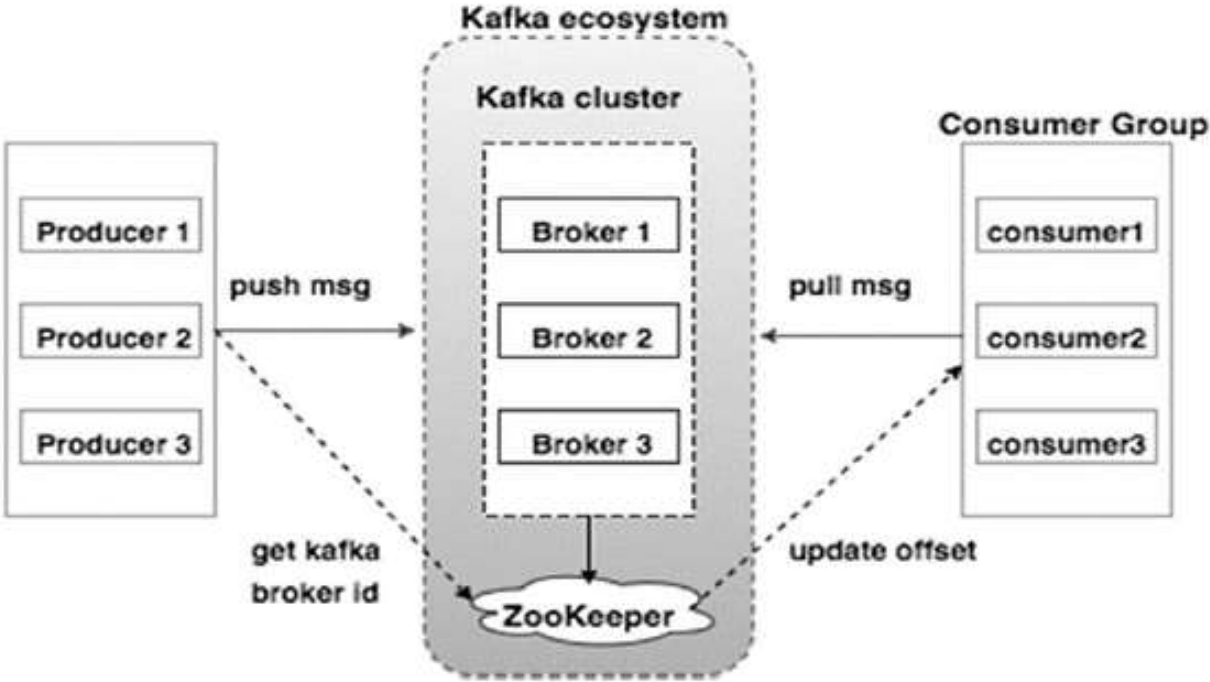 Kafka ecosystem
Kafka cluster
Consumer Group
Producer 1
Broker 1
consumer1
push msg
pull msg
Producer 2
Broker 2
consumer2
Producer 3
Broker 3
consumer3
get kafka
broker id
update offset
ZooKeeper